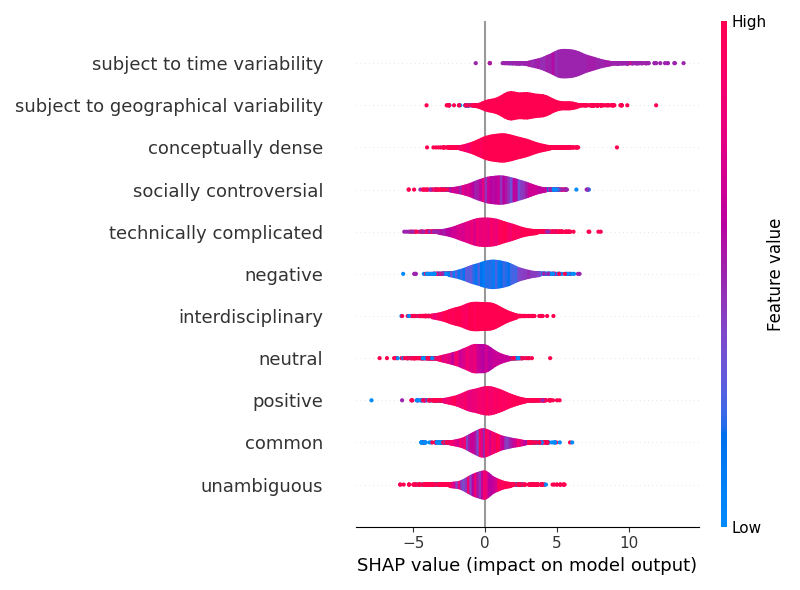 High
subject to time variability
subject to geographical variability
conceptually dense
socially controversial
technically complicated
negative
interdisciplinary
neutral
positive
common
unambiguous
Feature value
Low
−5 0 5 10
SHAP value (impact on model output)